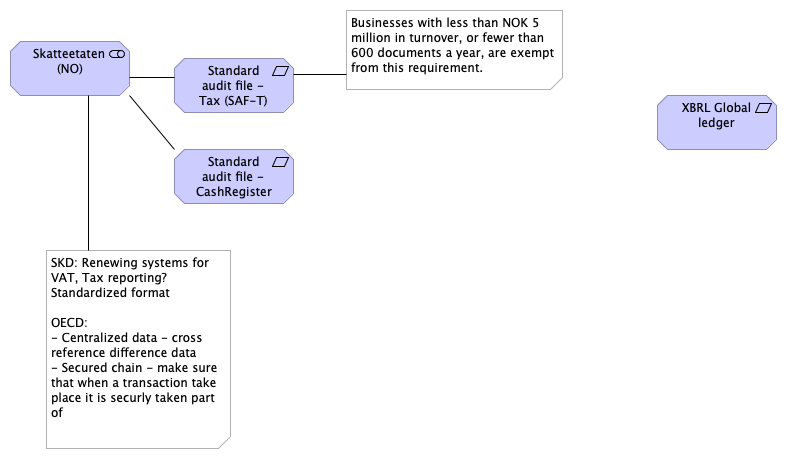 Skatteetaten
(NO)
Standard
audit file –
Tax (SAF-T)
Businesses with less than NOK 5
million in turnover, or fewer than
600 documents a year, are exempt
from this requirement.
XBRL Global
ledger
Standard
audit file –
CashRegister
SKD: Renewing systems for
VAT, Tax reporting?
Standardized format

OECD:
– Centralized data – cross
reference difference data
– Secured chain – make sure
that when a transaction take
place it is securly taken part
of